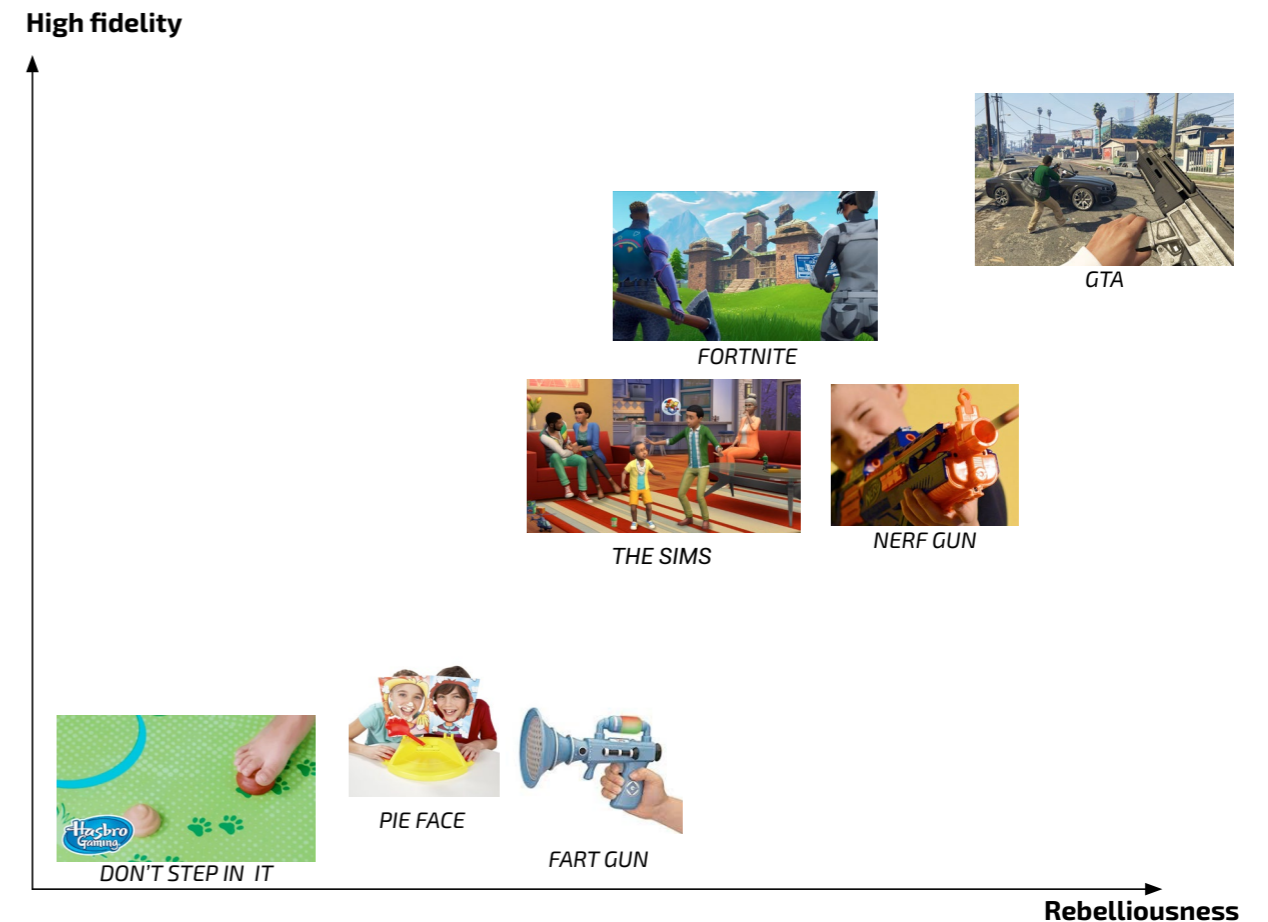 High fidelity
GTA
FORTNITE
THE SIMS
NERF GUN
PIE FACE
Hasbro
Gaming
FART GUN
DON'T STEP IN IT
Rebelliousness